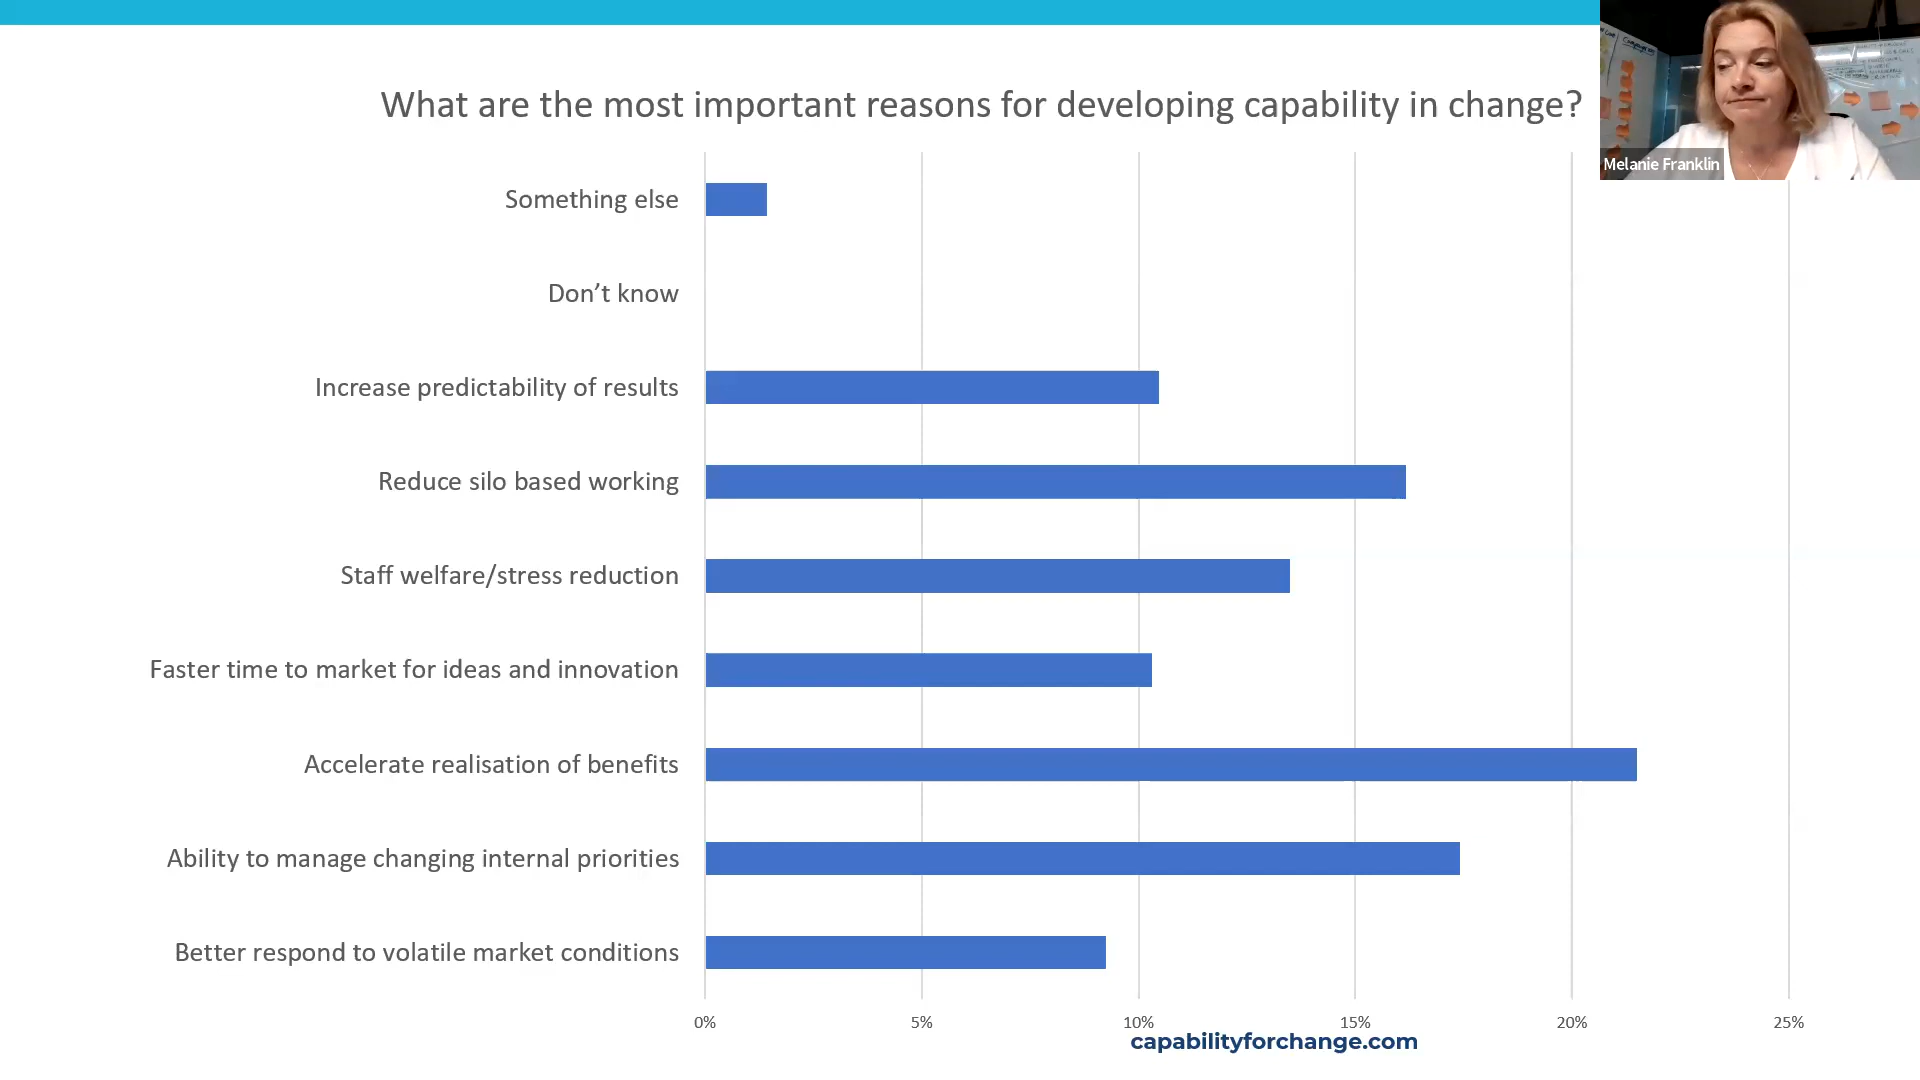 What are the most important reasons for developing capability in change?
Melanie Franklin
Something else
Don’t know
Increase predictability of results
Reduce silo based working
Staff welfare/stress reduction
Faster time to market for ideas and innovation
Accelerate realisation of benefits
Ability to manage changing internal priorities
Better respond to volatile market conditions
0% 5% 10% 15% 20% 25%
capabilityforchange.com